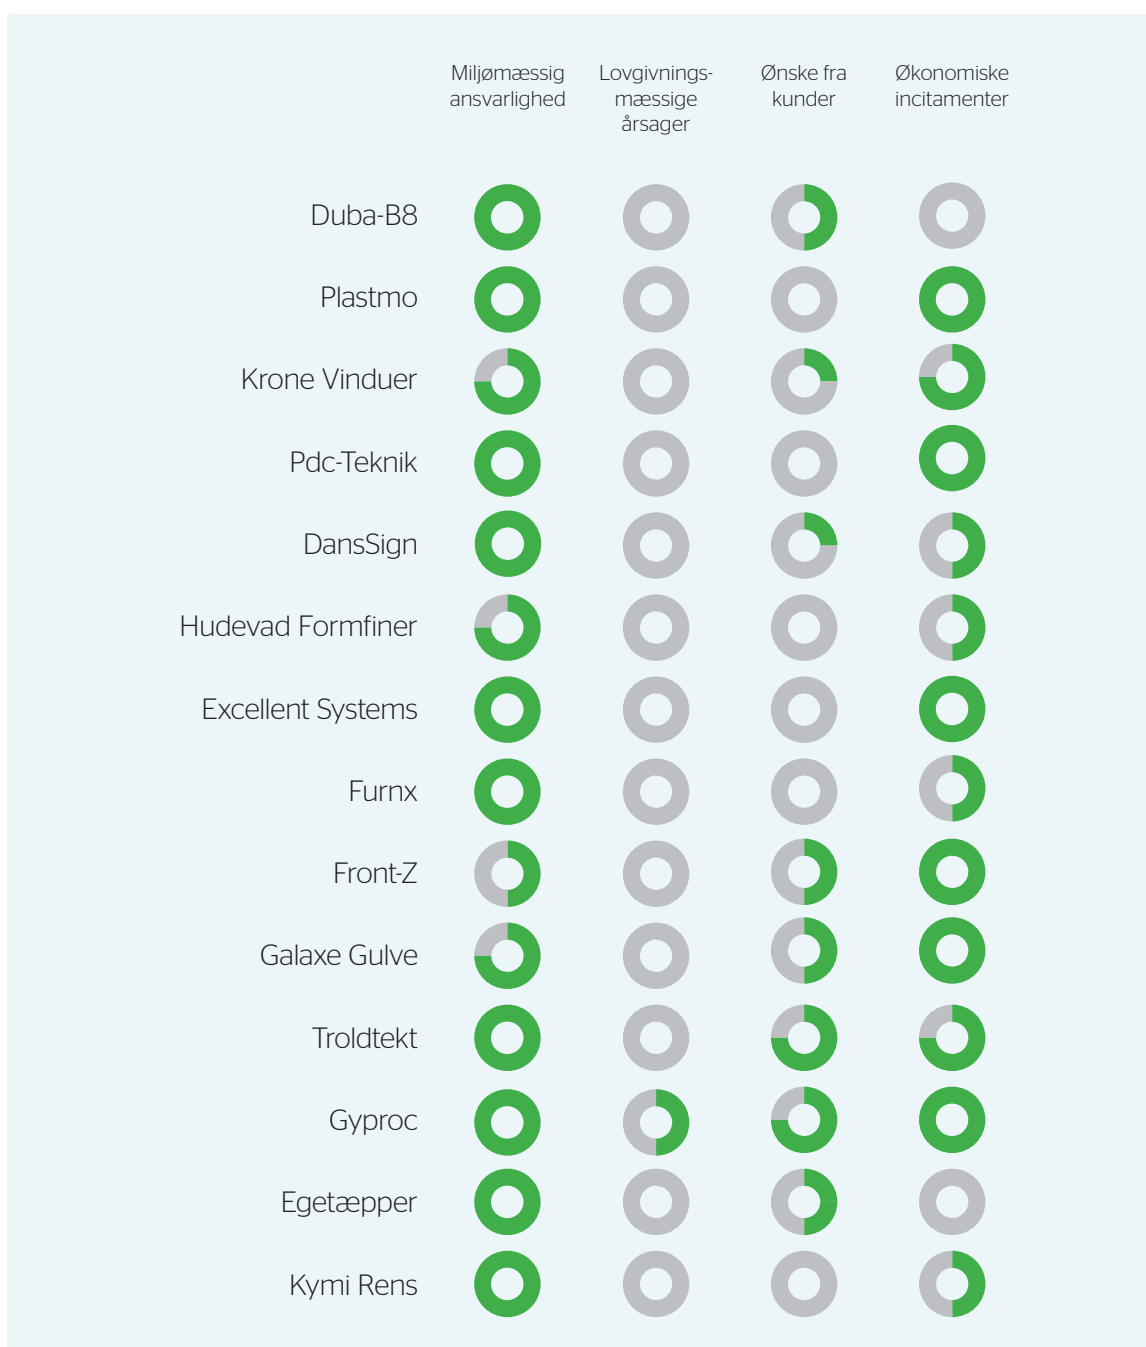 Miljømæssig
ansvarlighed
Lovgivnings-
mæssige
årsager
Ønske fra
kunder
Økonomiske
incitamenter
Duba-B8
Plastmo
Krone Vinduer
Pdc-Teknik
DansSign
Hudevad Formfiner
Excellent Systems
Furnx
Front-Z
Galaxe Gulve
Troldtekt
Gyproc
Egetæpper
Kymi Rens